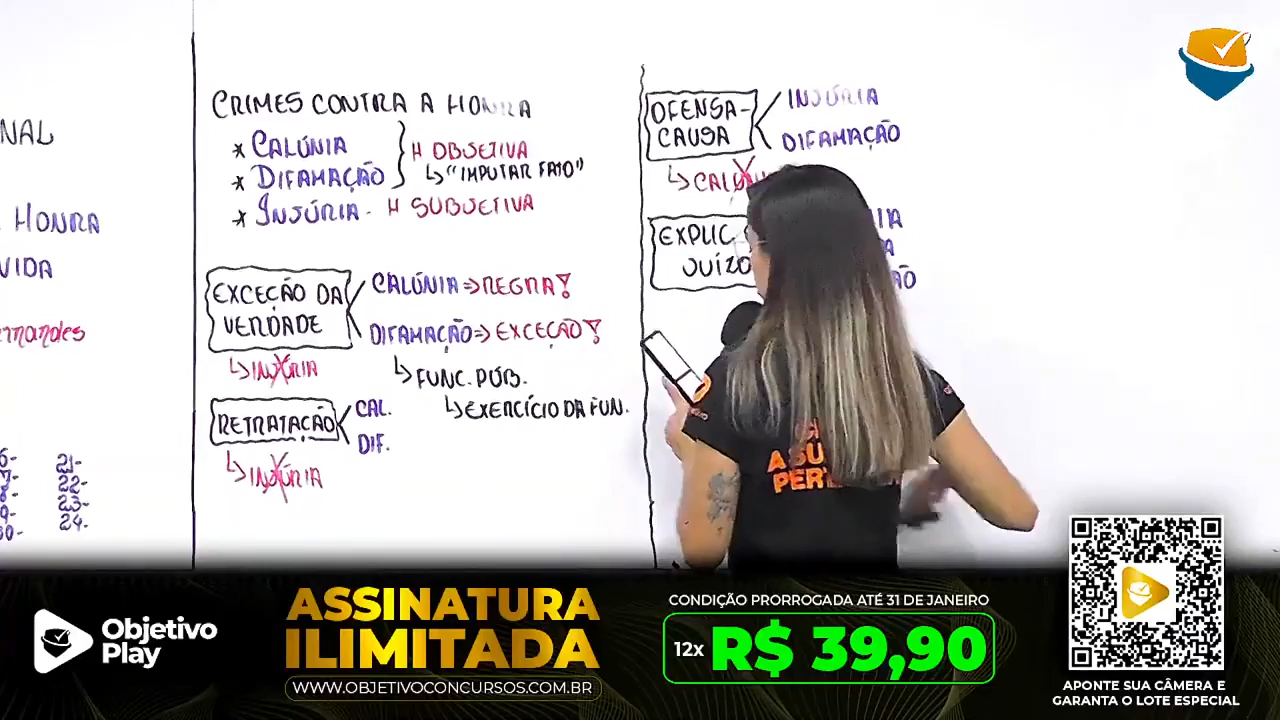 NAL
HONRA
VIDA
21-
22-
23-
24-
CRIMES CONTRA A HONRA
* CALÚNIA
* DIFAMAÇÃO
H OBJETIVA
↳ "IMPUTAR FATO"
* INJÚRIA - H SUBJETIVA
EXCEÇÃO DA
VERDADE
CALÚNIA => REGRA!
DIFAMAÇÃO => EXCEÇÃO!
↳ INJÚRIA
↳ FUNC. PÚB.
↳ EXERCÍCIO DA FUN.
RETRATAÇÃO
CAL.
DIF.
↳ INJÚRIA
OFENSA-
CAUSA
INJÚRIA
DIFAMAÇÃO
EXPLIC
JUÍZO
A SU
PER
Objetivo
Play
ASSINATURA
ILIMITADA
WWW.OBJETIVOCONCURSOS.COM.BR
CONDIÇÃO PRORROGADA ATÉ 31 DE JANEIRO
12x R$ 39,90
APONTE SUA CÂMERA E
GARANTA O LOTE ESPECIAL